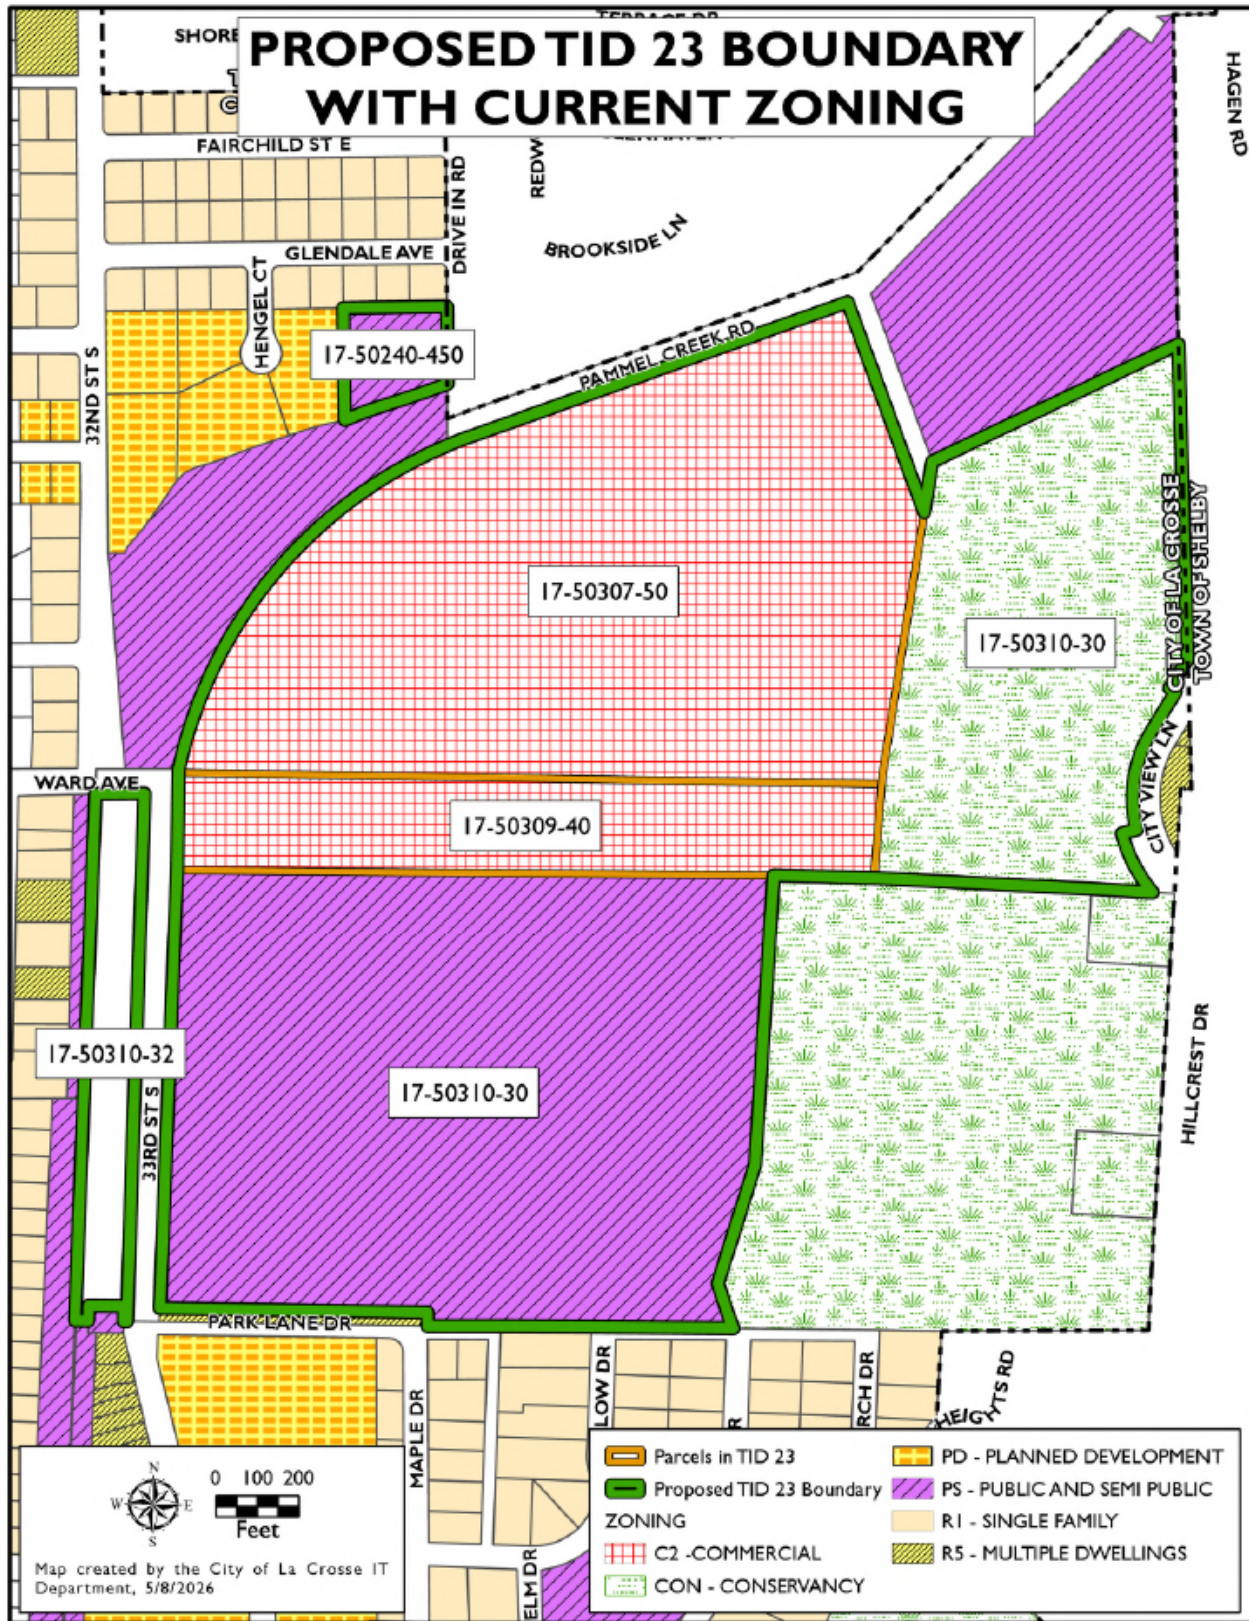 PROPOSED TID 23 BOUNDARY
WITH CURRENT ZONING
TERRACE DR
SHORE
HAGEN RD
FAIRCHILD ST E
REDW
DRIVE IN RD
GLENDALE AVE
BROOKSIDE LN
HENGEL CT
17-50240-450
PAMMEL CREEK RD
32ND ST S
CITY OF LA CROSSE
TOWN OF SHELBY
17-50307-50
17-50310-30
WARD AVE
CITY VIEW LN
17-50309-40
17-50310-32
33RD ST S
17-50310-30
HILLCREST DR
PARK LANE DR
MAPLE DR
LOW DR
R
RCH DR
HEIGHTS RD
ELM DR
N
W E
S
0 100 200
Feet
Map created by the City of La Crosse IT
Department, 5/8/2026
Parcels in TID 23
Proposed TID 23 Boundary
ZONING
C2 -COMMERCIAL
CON - CONSERVANCY
PD - PLANNED DEVELOPMENT
PS - PUBLIC AND SEMI PUBLIC
R1 - SINGLE FAMILY
R5 - MULTIPLE DWELLINGS